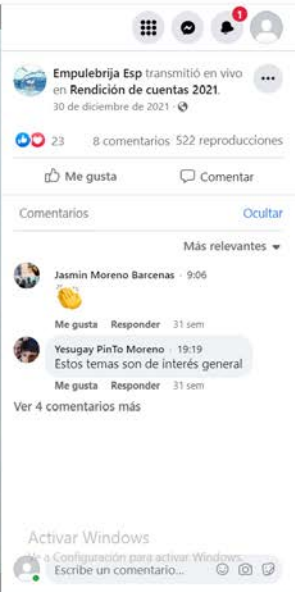 1
Empulebrija Esp transmitió en vivo
en Rendición de cuentas 2021.
30 de diciembre de 2021 ·
23 8 comentarios 522 reproducciones
Me gusta Comentar
Comentarios Ocultar
Más relevantes
Jasmin Moreno Barcenas · 9:06
👏
Me gusta Responder 31 sem
Yesugay PinTo Moreno · 19:19
Estos temas son de interés general
Me gusta Responder 31 sem
Ver 4 comentarios más
Activar Windows
Ve a Configuración para activar Windows.
Escribe un comentario...